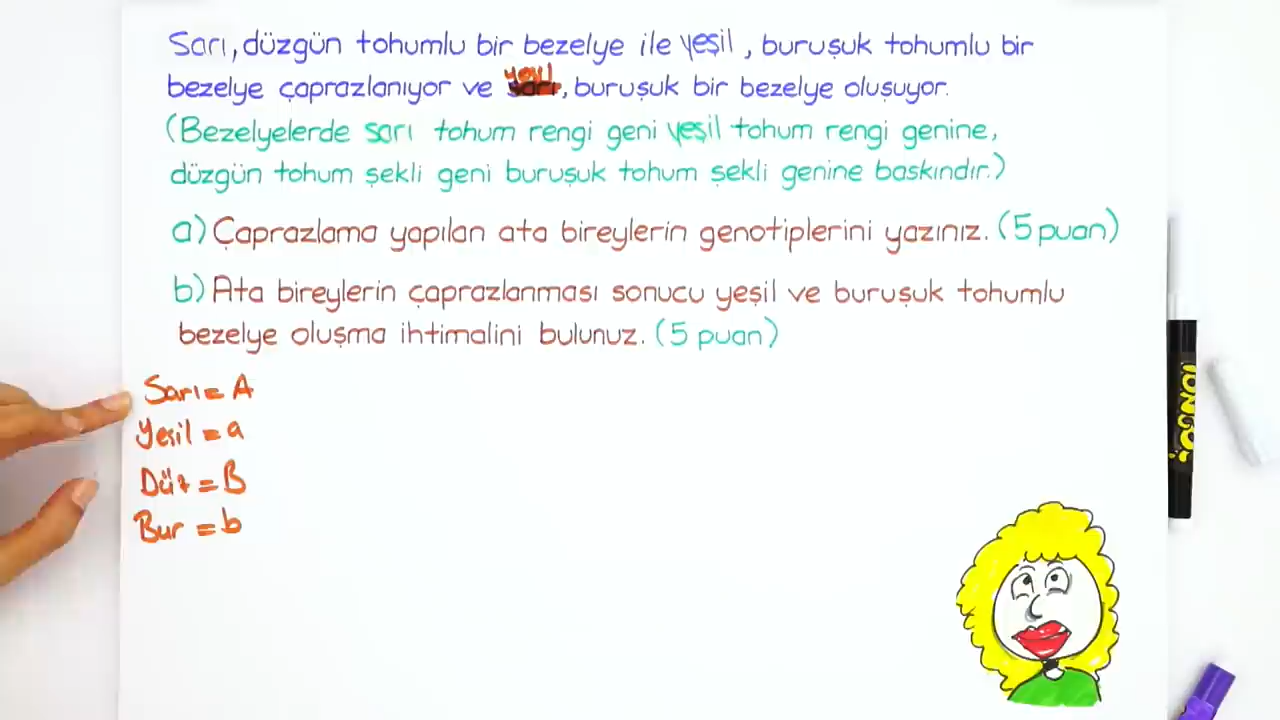 Sarı, düzgün tohumlu bir bezelye ile yeşil, buruşuk tohumlu bir
bezelye çaprazlanıyor ve yeşil, buruşuk bir bezelye oluşuyor.
(Bezelyelerde sarı tohum rengi geni yeşil tohum rengi genine,
düzgün tohum şekli geni buruşuk tohum şekli genine baskındır.)
a) Çaprazlama yapılan ata bireylerin genotiplerini yazınız. (5 puan)
b) Ata bireylerin çaprazlanması sonucu yeşil ve buruşuk tohumlu
bezelye oluşma ihtimalini bulunuz. (5 puan)
Sarı = A
Yeşil = a
Düz = B
Bur = b